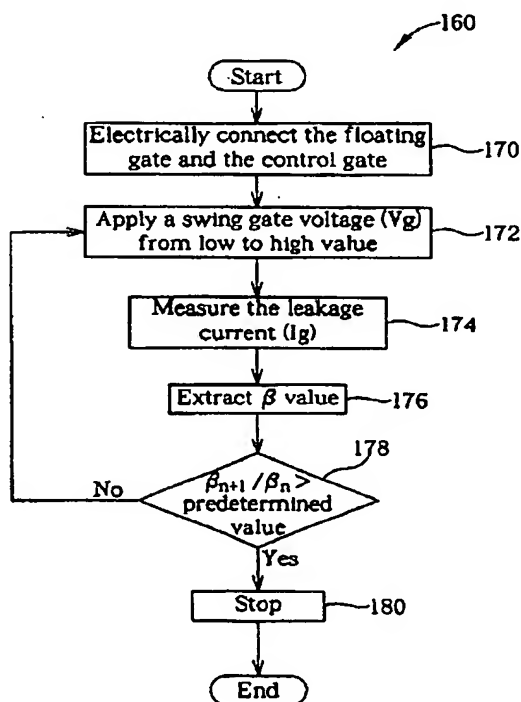 160
Start
Electrically connect the floating
gate and the control gate
170
Apply a swing gate voltage (Vg)
from low to high value
172
Measure the leakage
current (Ig)
174
Extract β value
176
178
βn+1 /βn >
predetermined
value
No
Yes
Stop
180
End